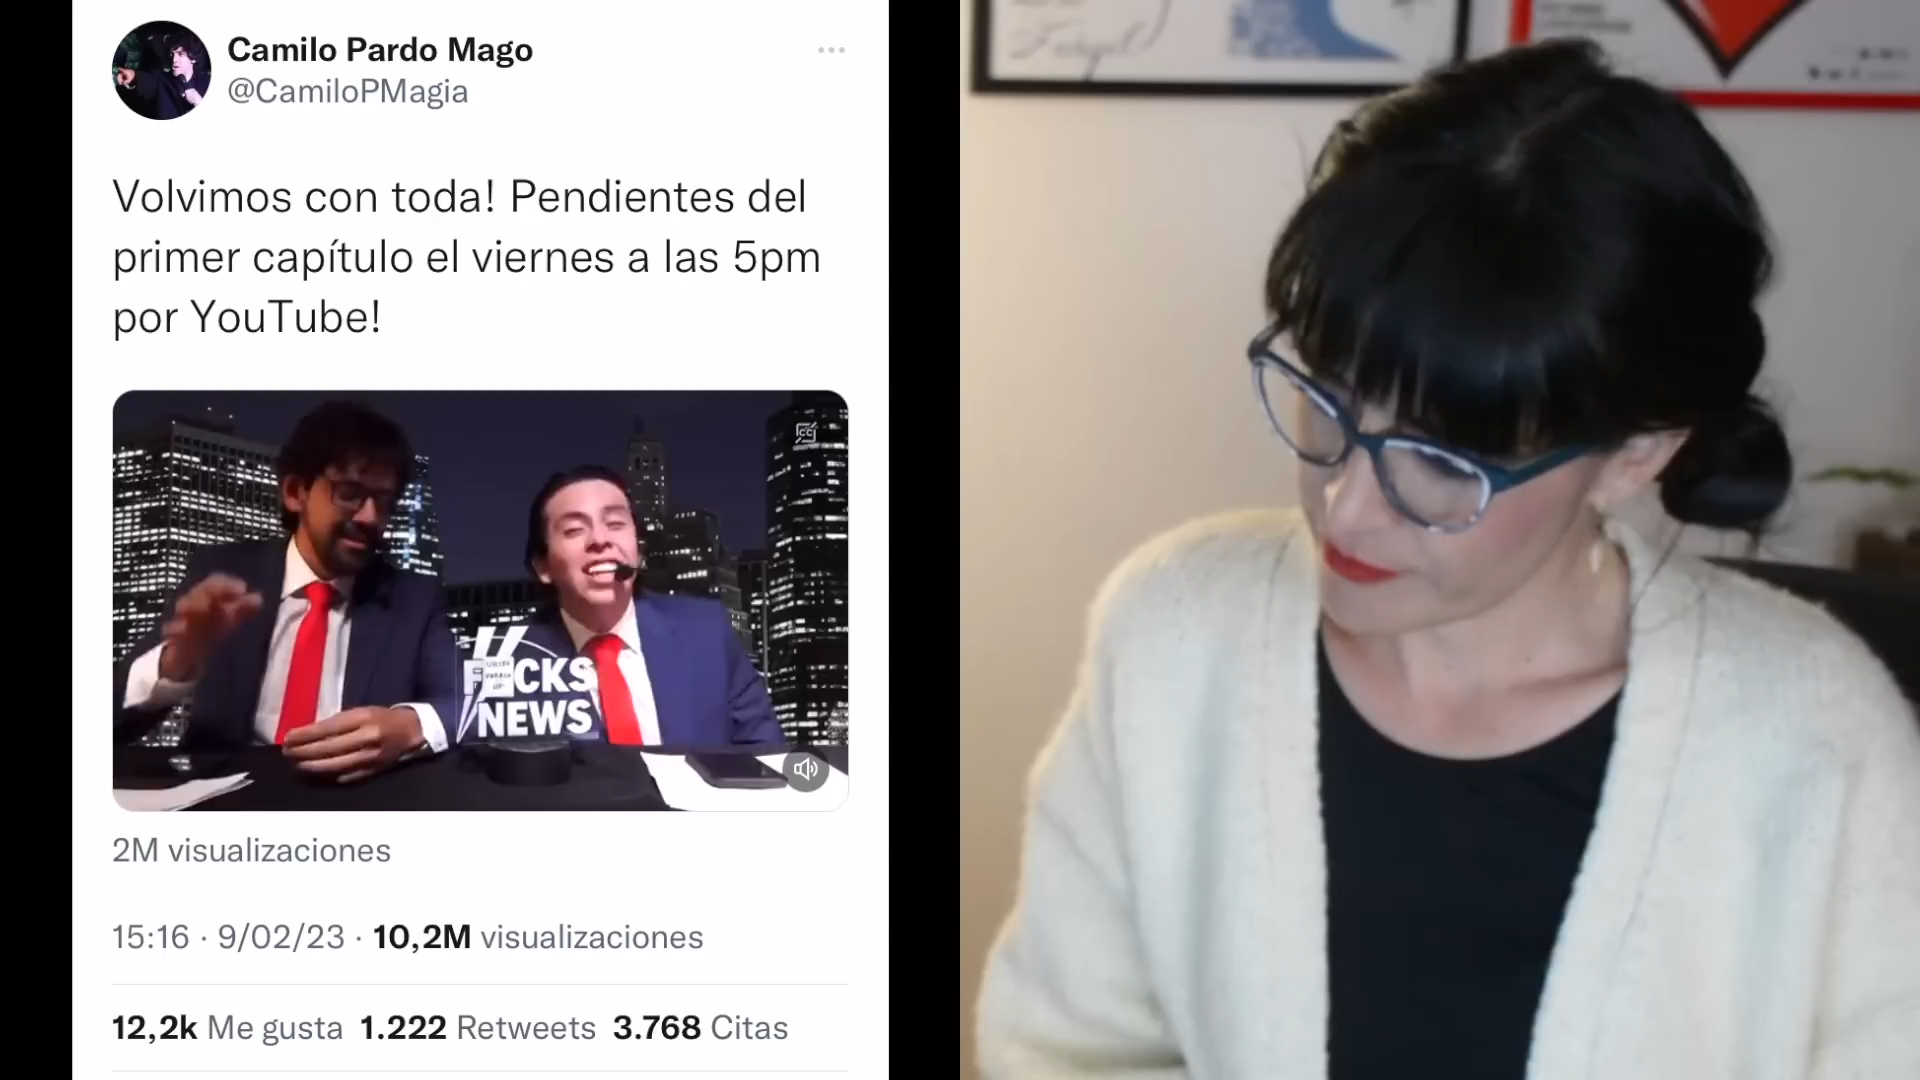 Camilo Pardo Mago
@CamiloPMagia
Volvimos con toda! Pendientes del
primer capítulo el viernes a las 5pm
por YouTube!
CC
F CKS
NEWS
2M visualizaciones
15:16 · 9/02/23 · 10,2M visualizaciones
12,2k Me gusta 1.222 Retweets 3.768 Citas